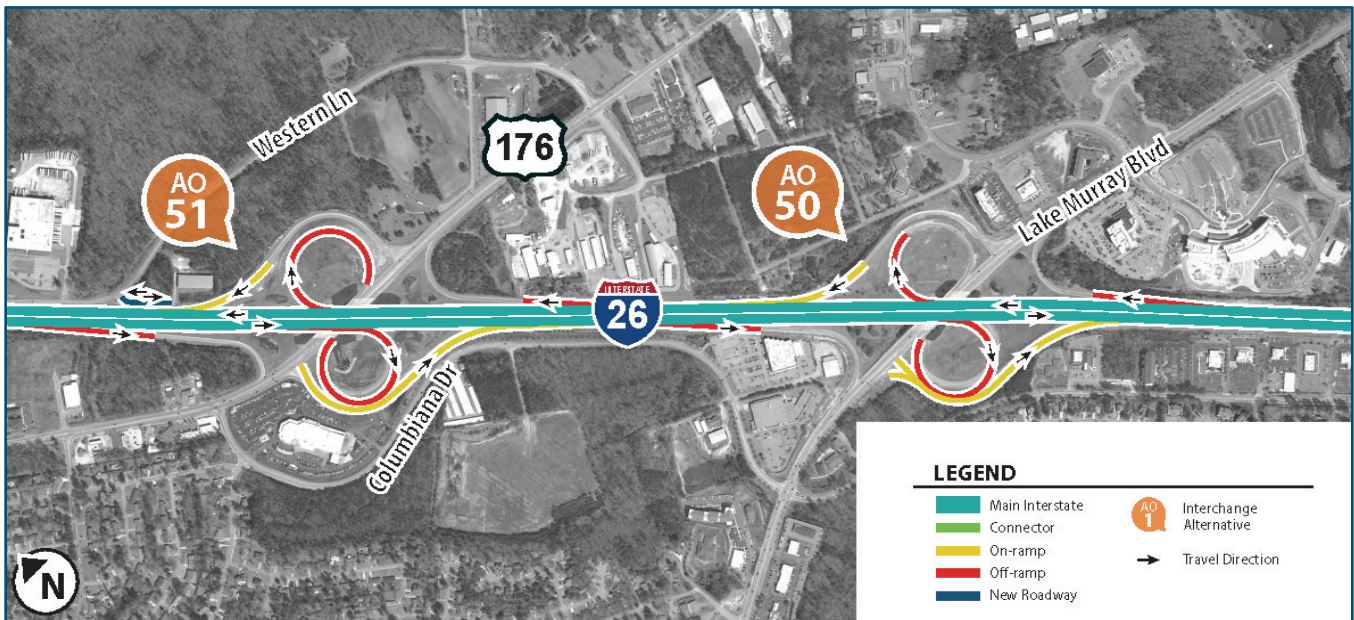 Western Ln
176
AO
51
AO
50
Lake Murray Blvd
INTERSTATE
26
Columbiana Dr
N
LEGEND
Main Interstate
Connector
On-ramp
Off-ramp
New Roadway
AO
1
Interchange
Alternative
Travel Direction